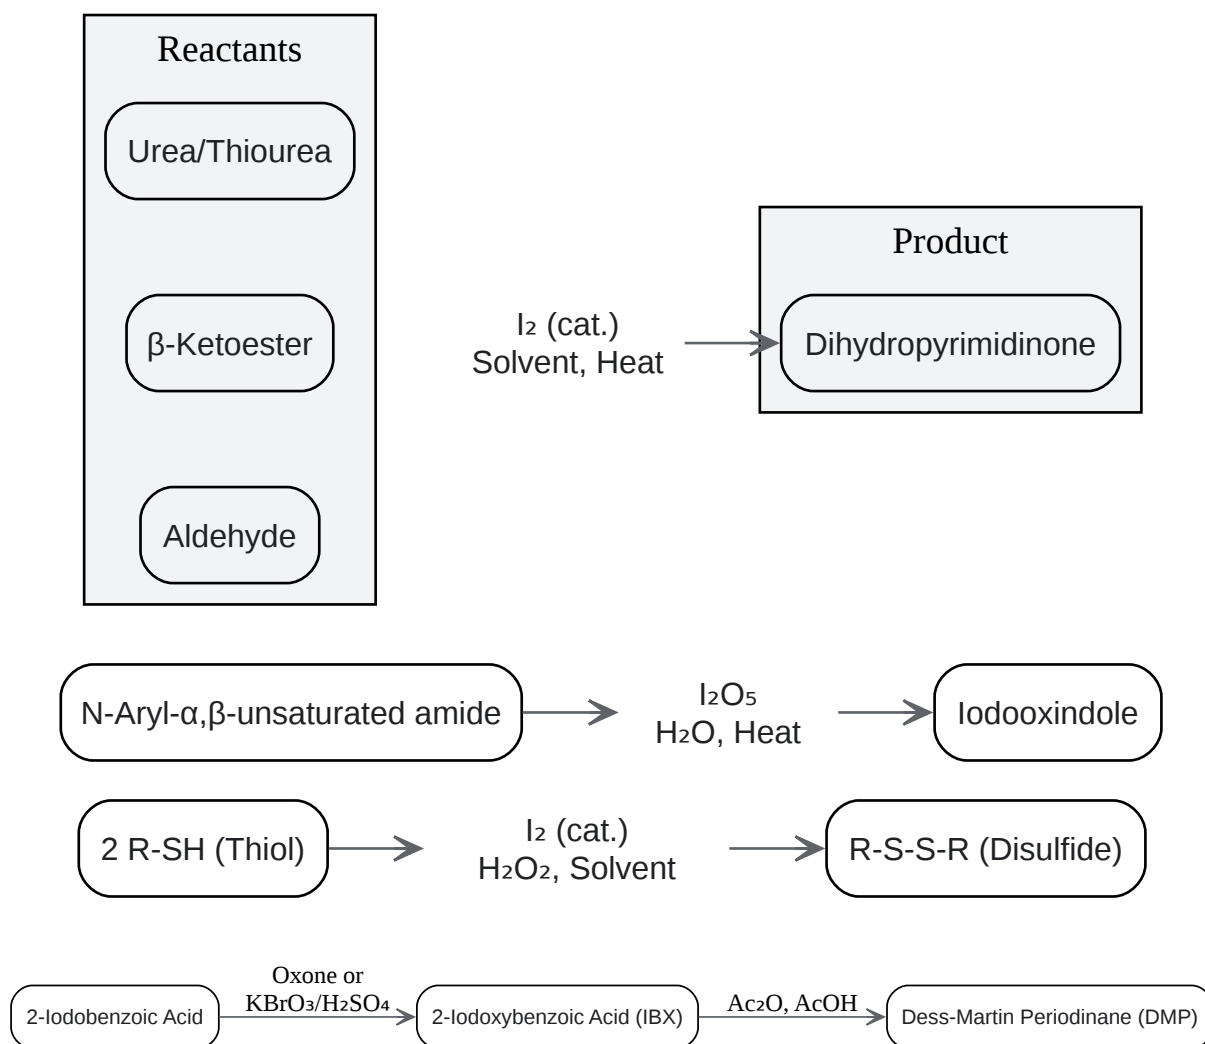 Reactants
Urea/Thiourea
β-Ketoester
Aldehyde
I₂ (cat.)
Solvent, Heat
Product
Dihydropyrimidinone
N-Aryl-α,β-unsaturated amide
I₂O₅
H₂O, Heat
Iodooxindole
2 R-SH (Thiol)
I₂ (cat.)
H₂O₂, Solvent
R-S-S-R (Disulfide)
2-Iodobenzoic Acid
Oxone or
KBrO₃/H₂SO₄
2-Iodoxybenzoic Acid (IBX)
Ac₂O, AcOH
Dess-Martin Periodinane (DMP)